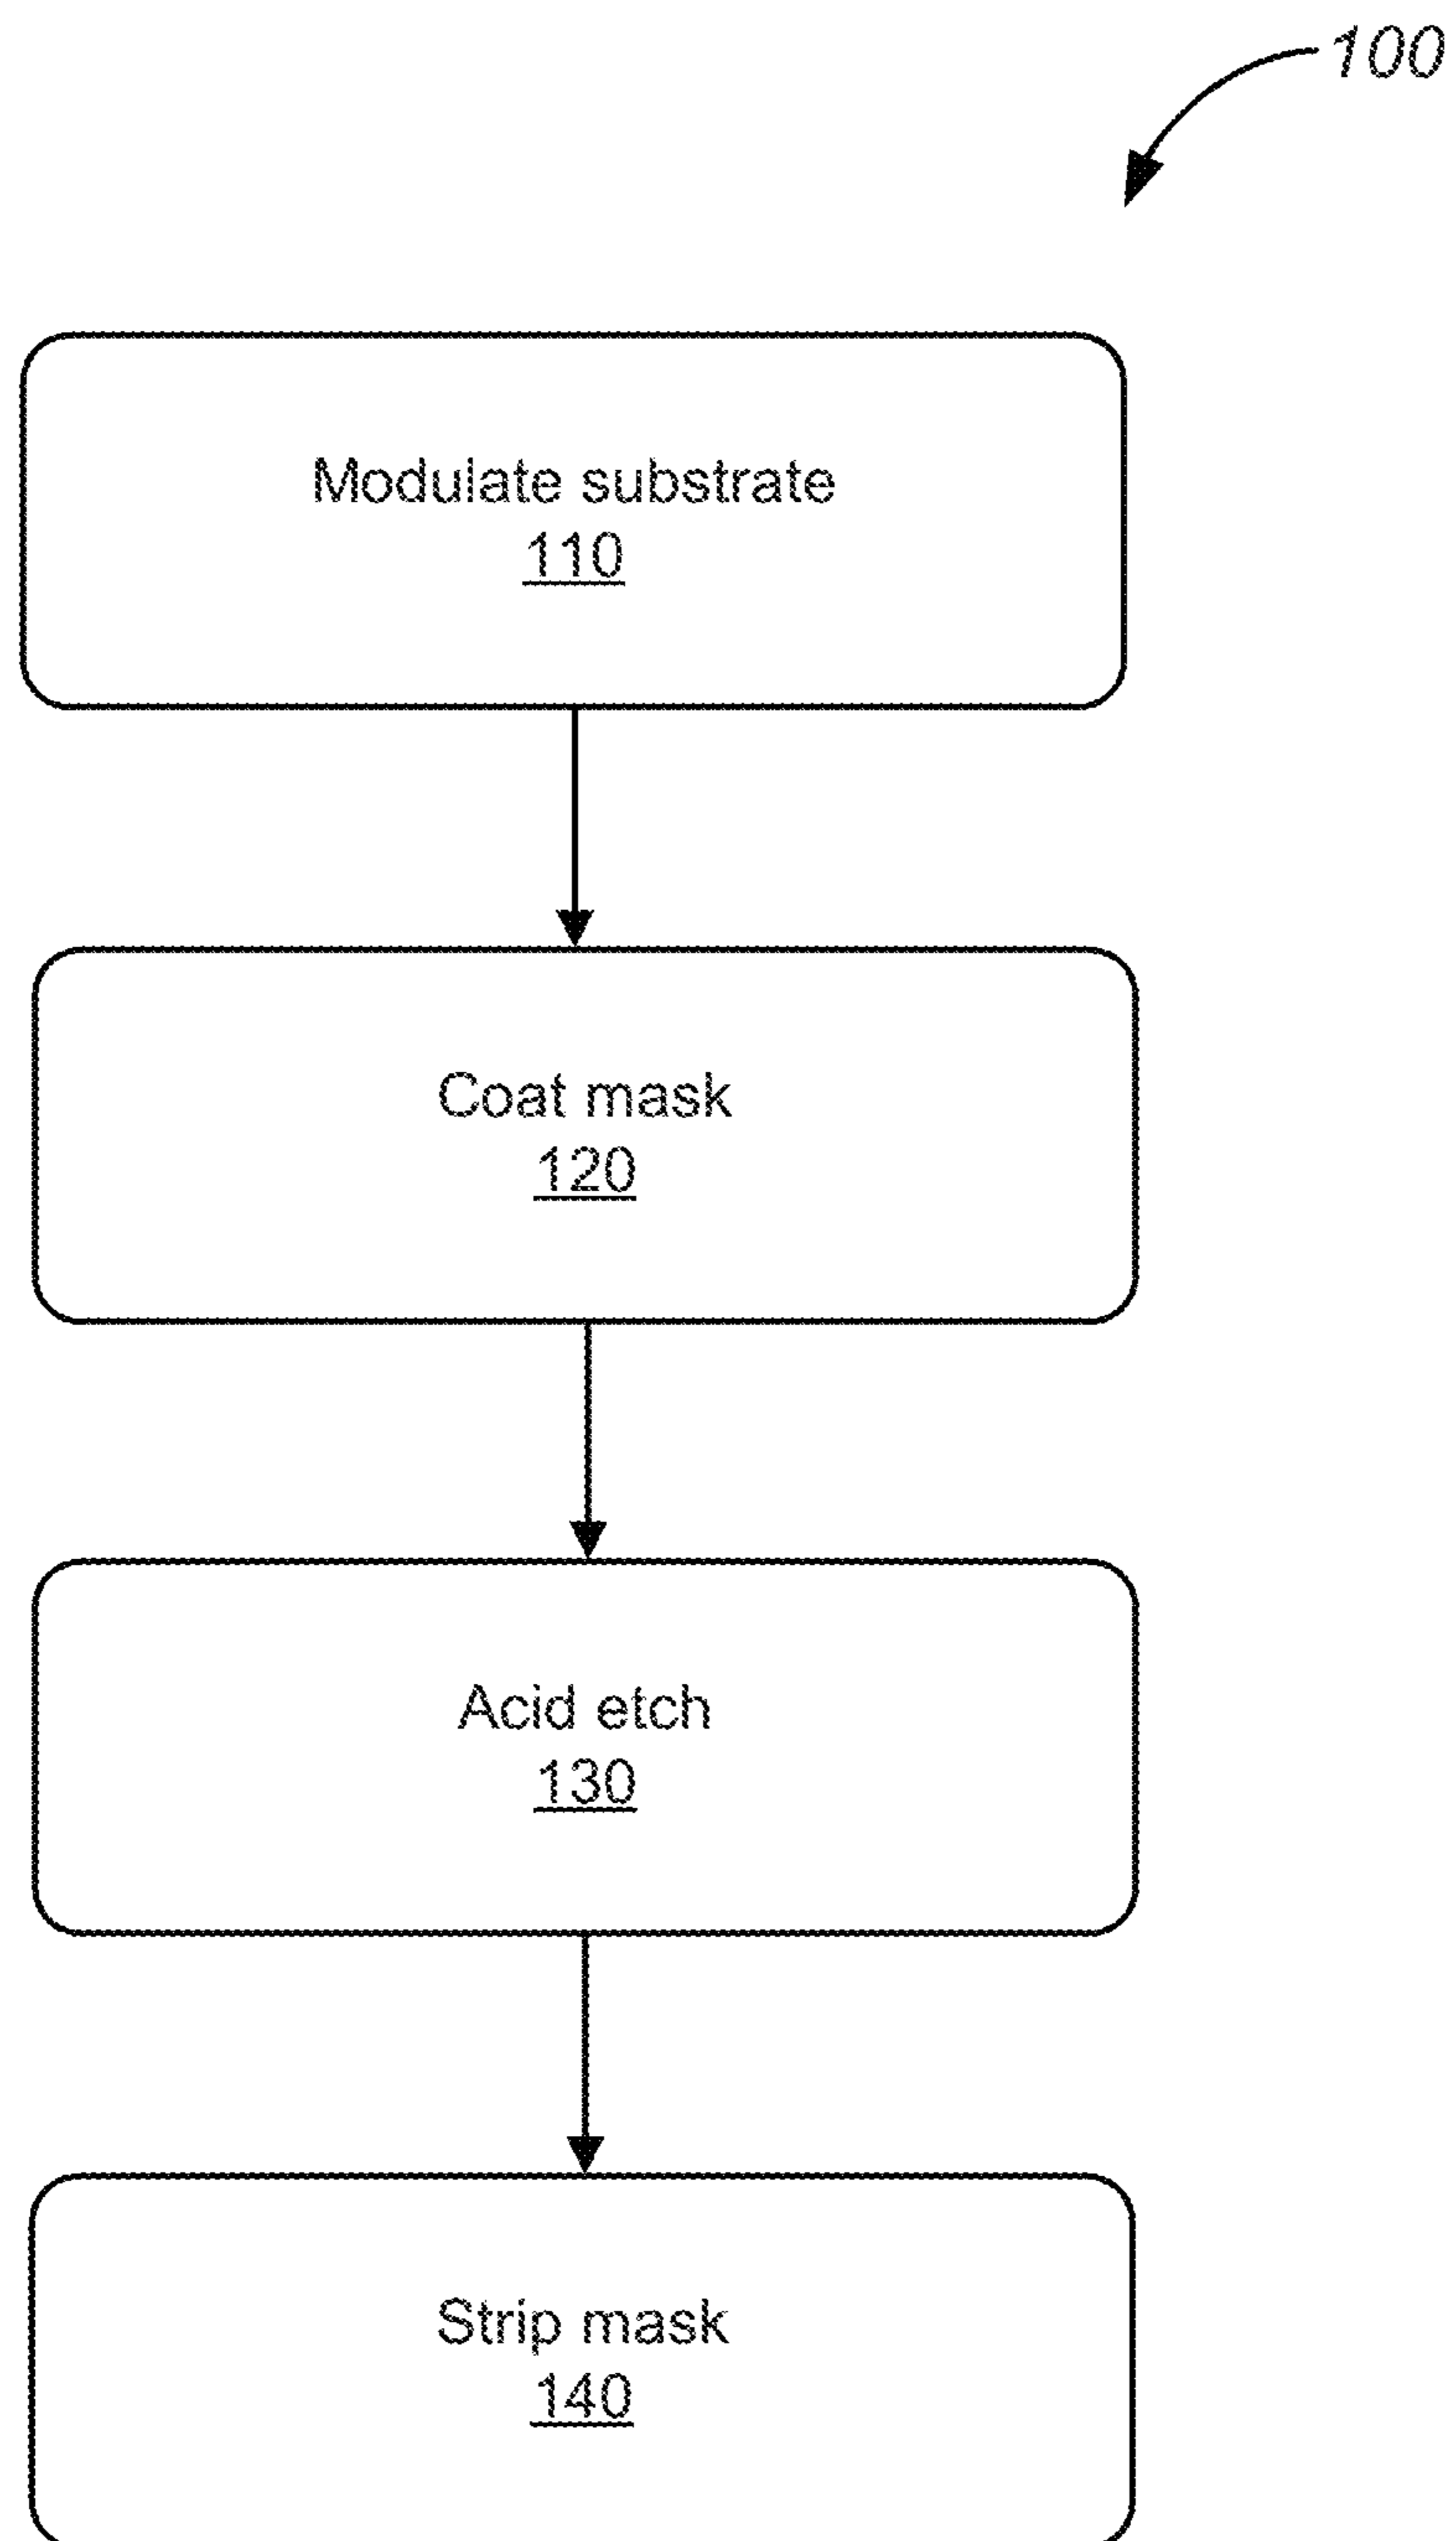 100
Modulate substrate
110
Coat mask
120
Acid etch
130
Strip mask
140